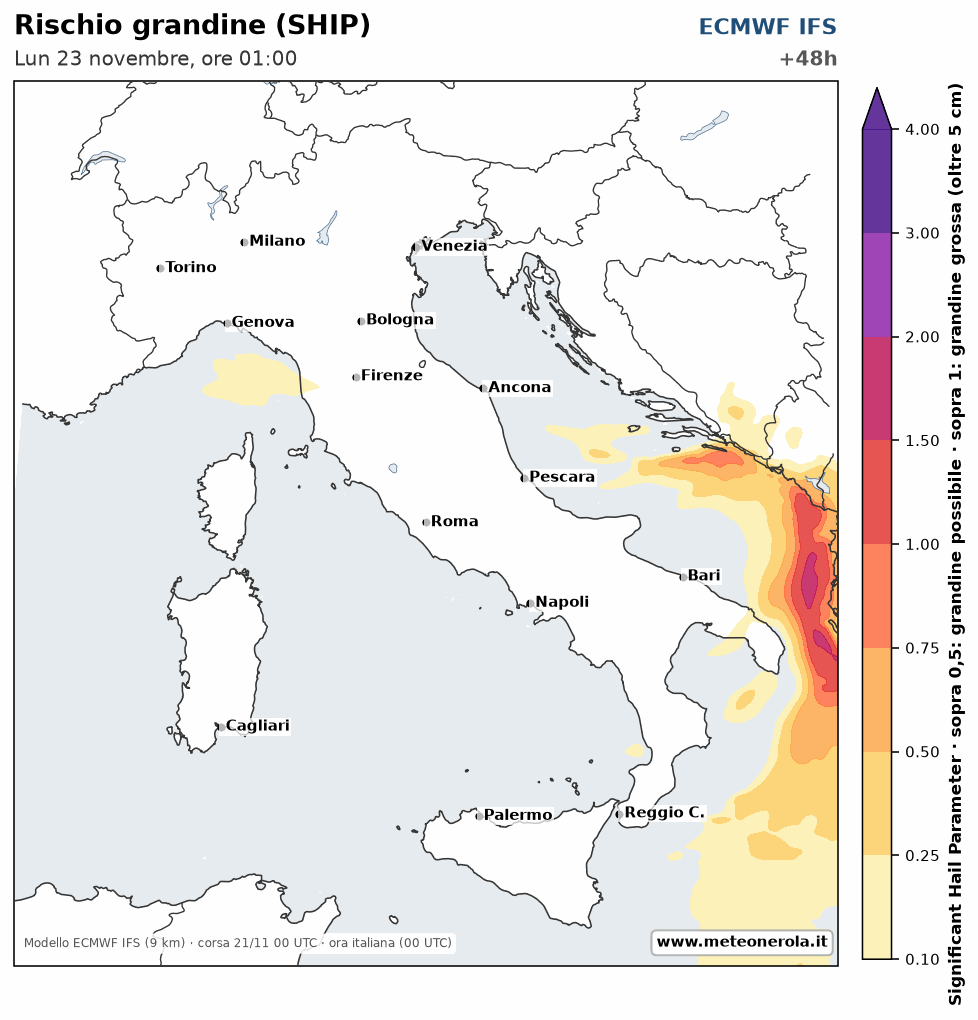 Rischio grandine (SHIP)
ECMWF IFS
Lun 23 novembre, ore 01:00
+48h
Milano
Venezia
Torino
Genova
Bologna
Firenze
Ancona
Pescara
Roma
Bari
Napoli
Cagliari
Palermo
Reggio C.
Modello ECMWF IFS (9 km) · corsa 21/11 00 UTC · ora italiana (00 UTC)
www.meteonerola.it
4.00
3.00
2.00
1.50
1.00
0.75
0.50
0.25
0.10
Significant Hail Parameter · sopra 0,5: grandine possibile · sopra 1: grandine grossa (oltre 5 cm)